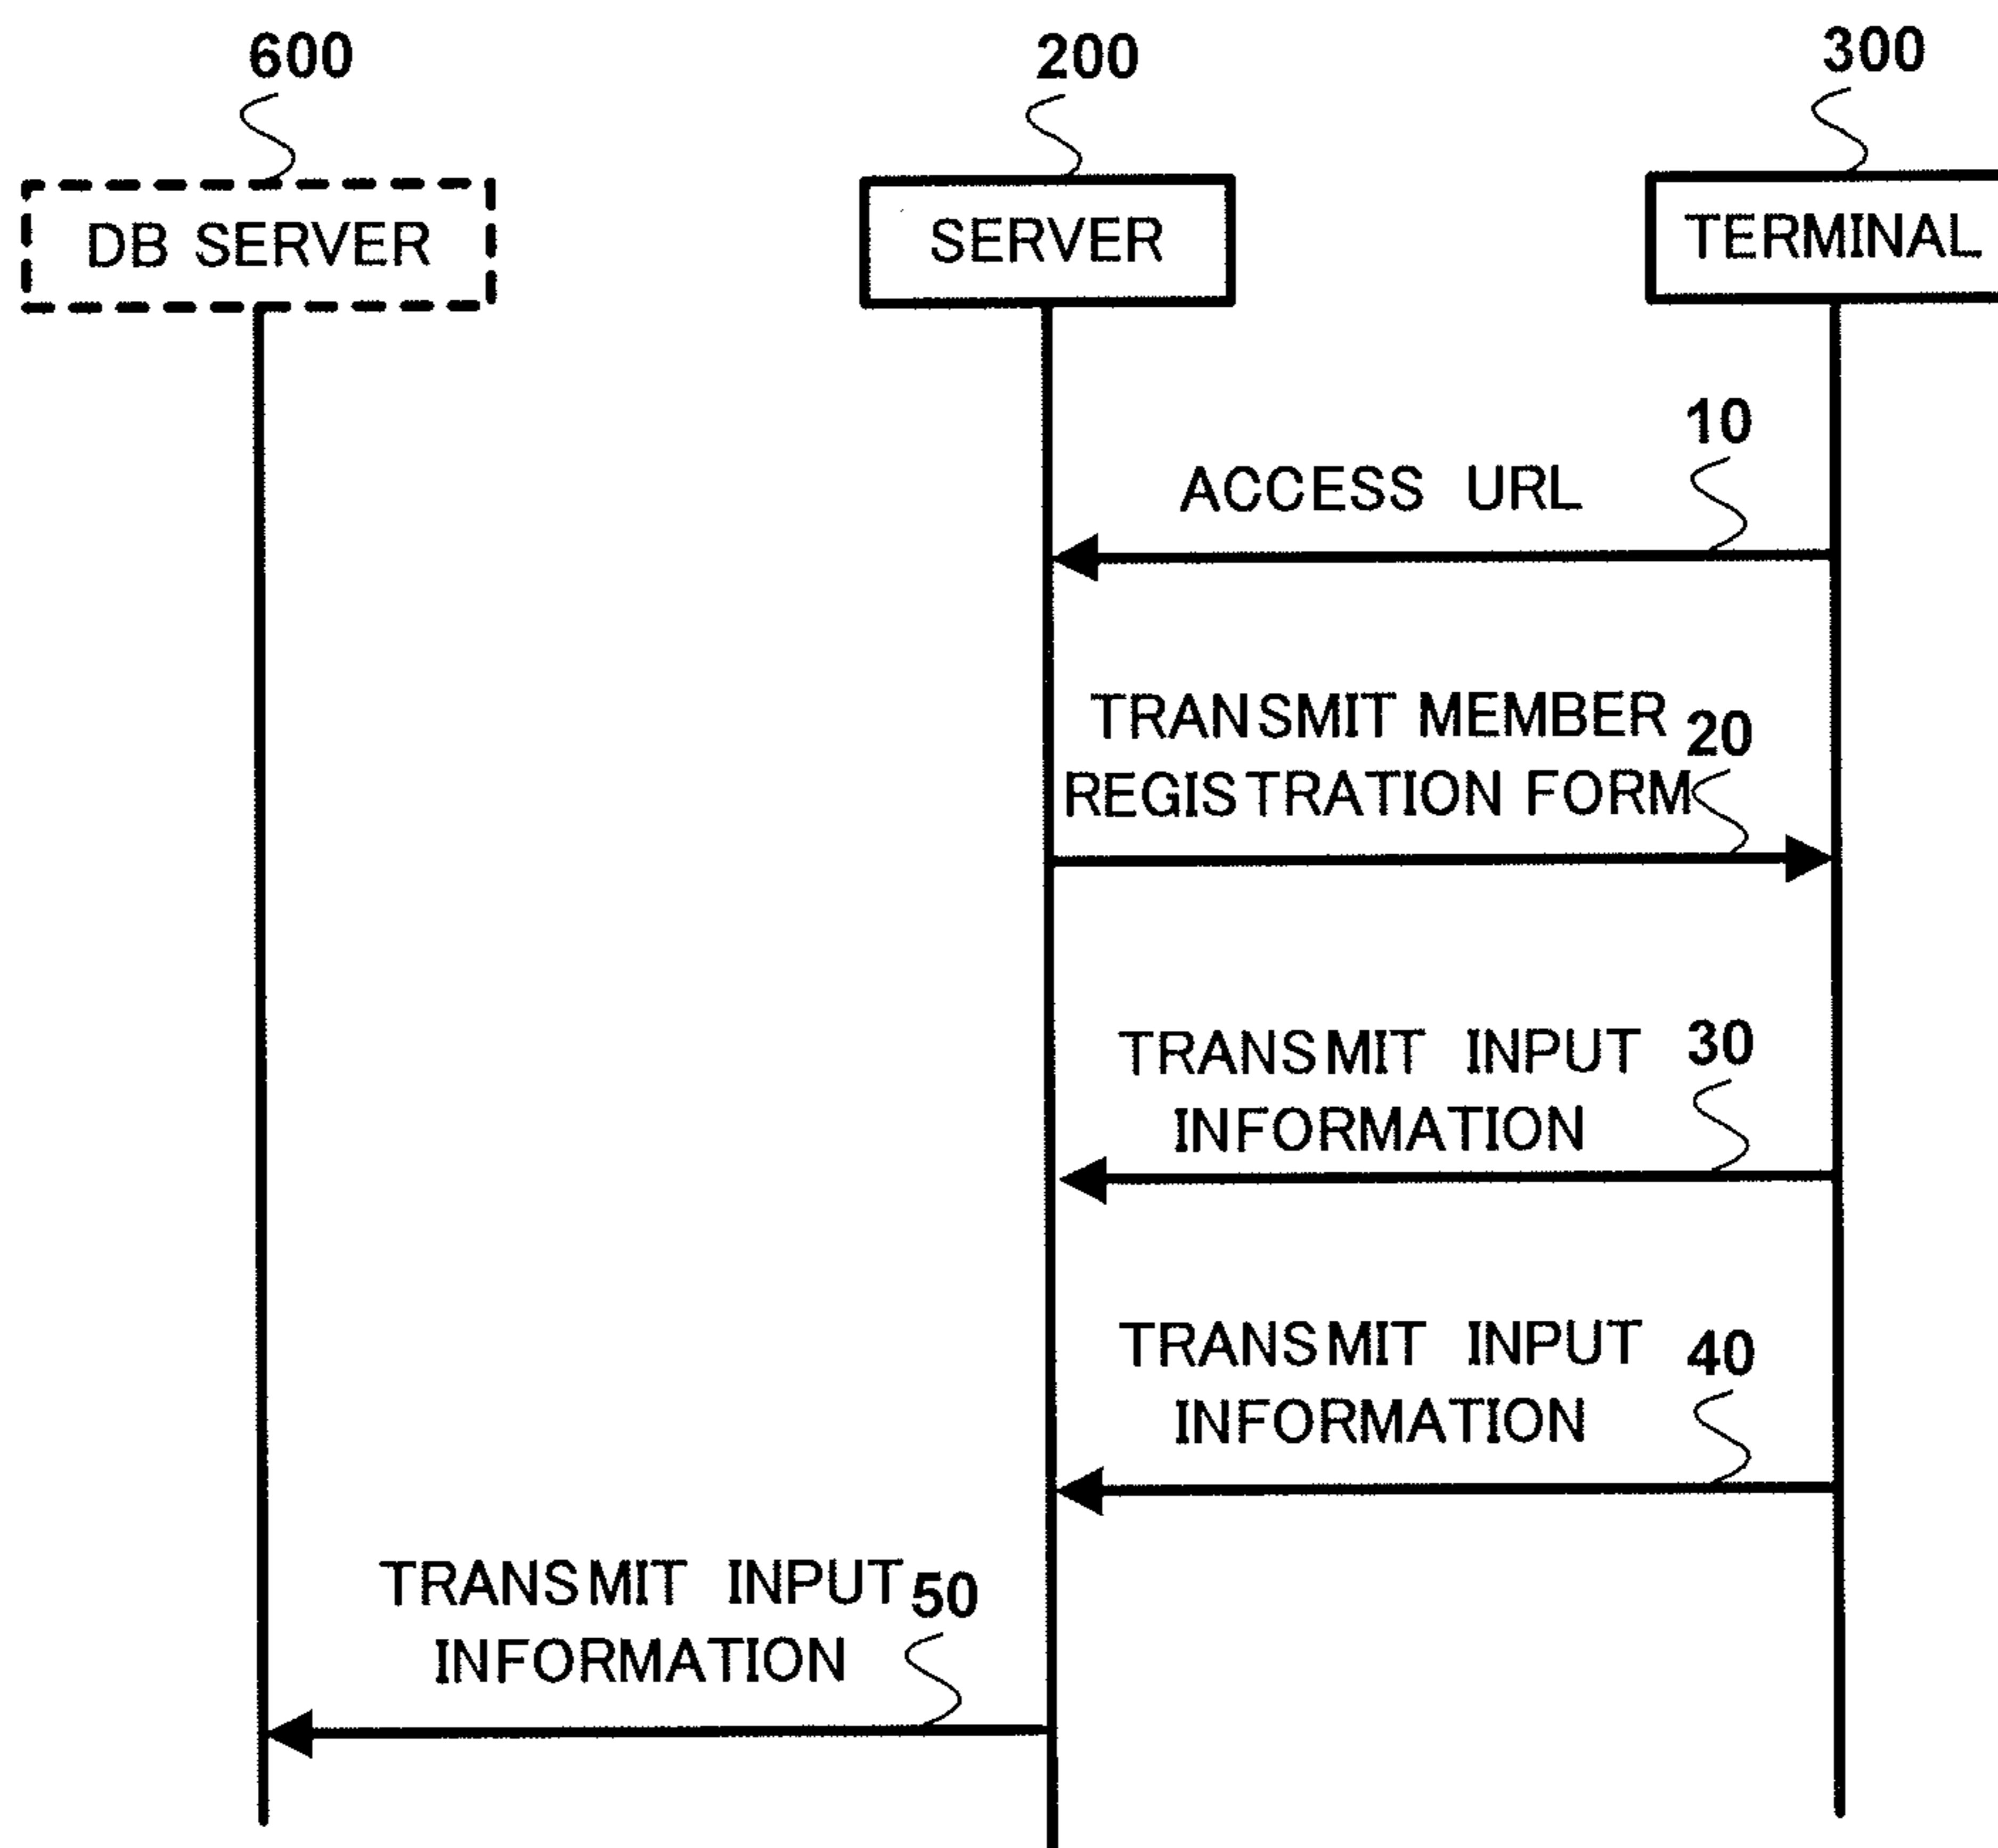 600
200
300
DB SERVER
SERVER
TERMINAL
10
ACCESS URL
TRANSMIT MEMBER
20
REGISTRATION FORM
TRANSMIT INPUT
30
INFORMATION
TRANSMIT INPUT
40
INFORMATION
TRANSMIT INPUT
50
INFORMATION